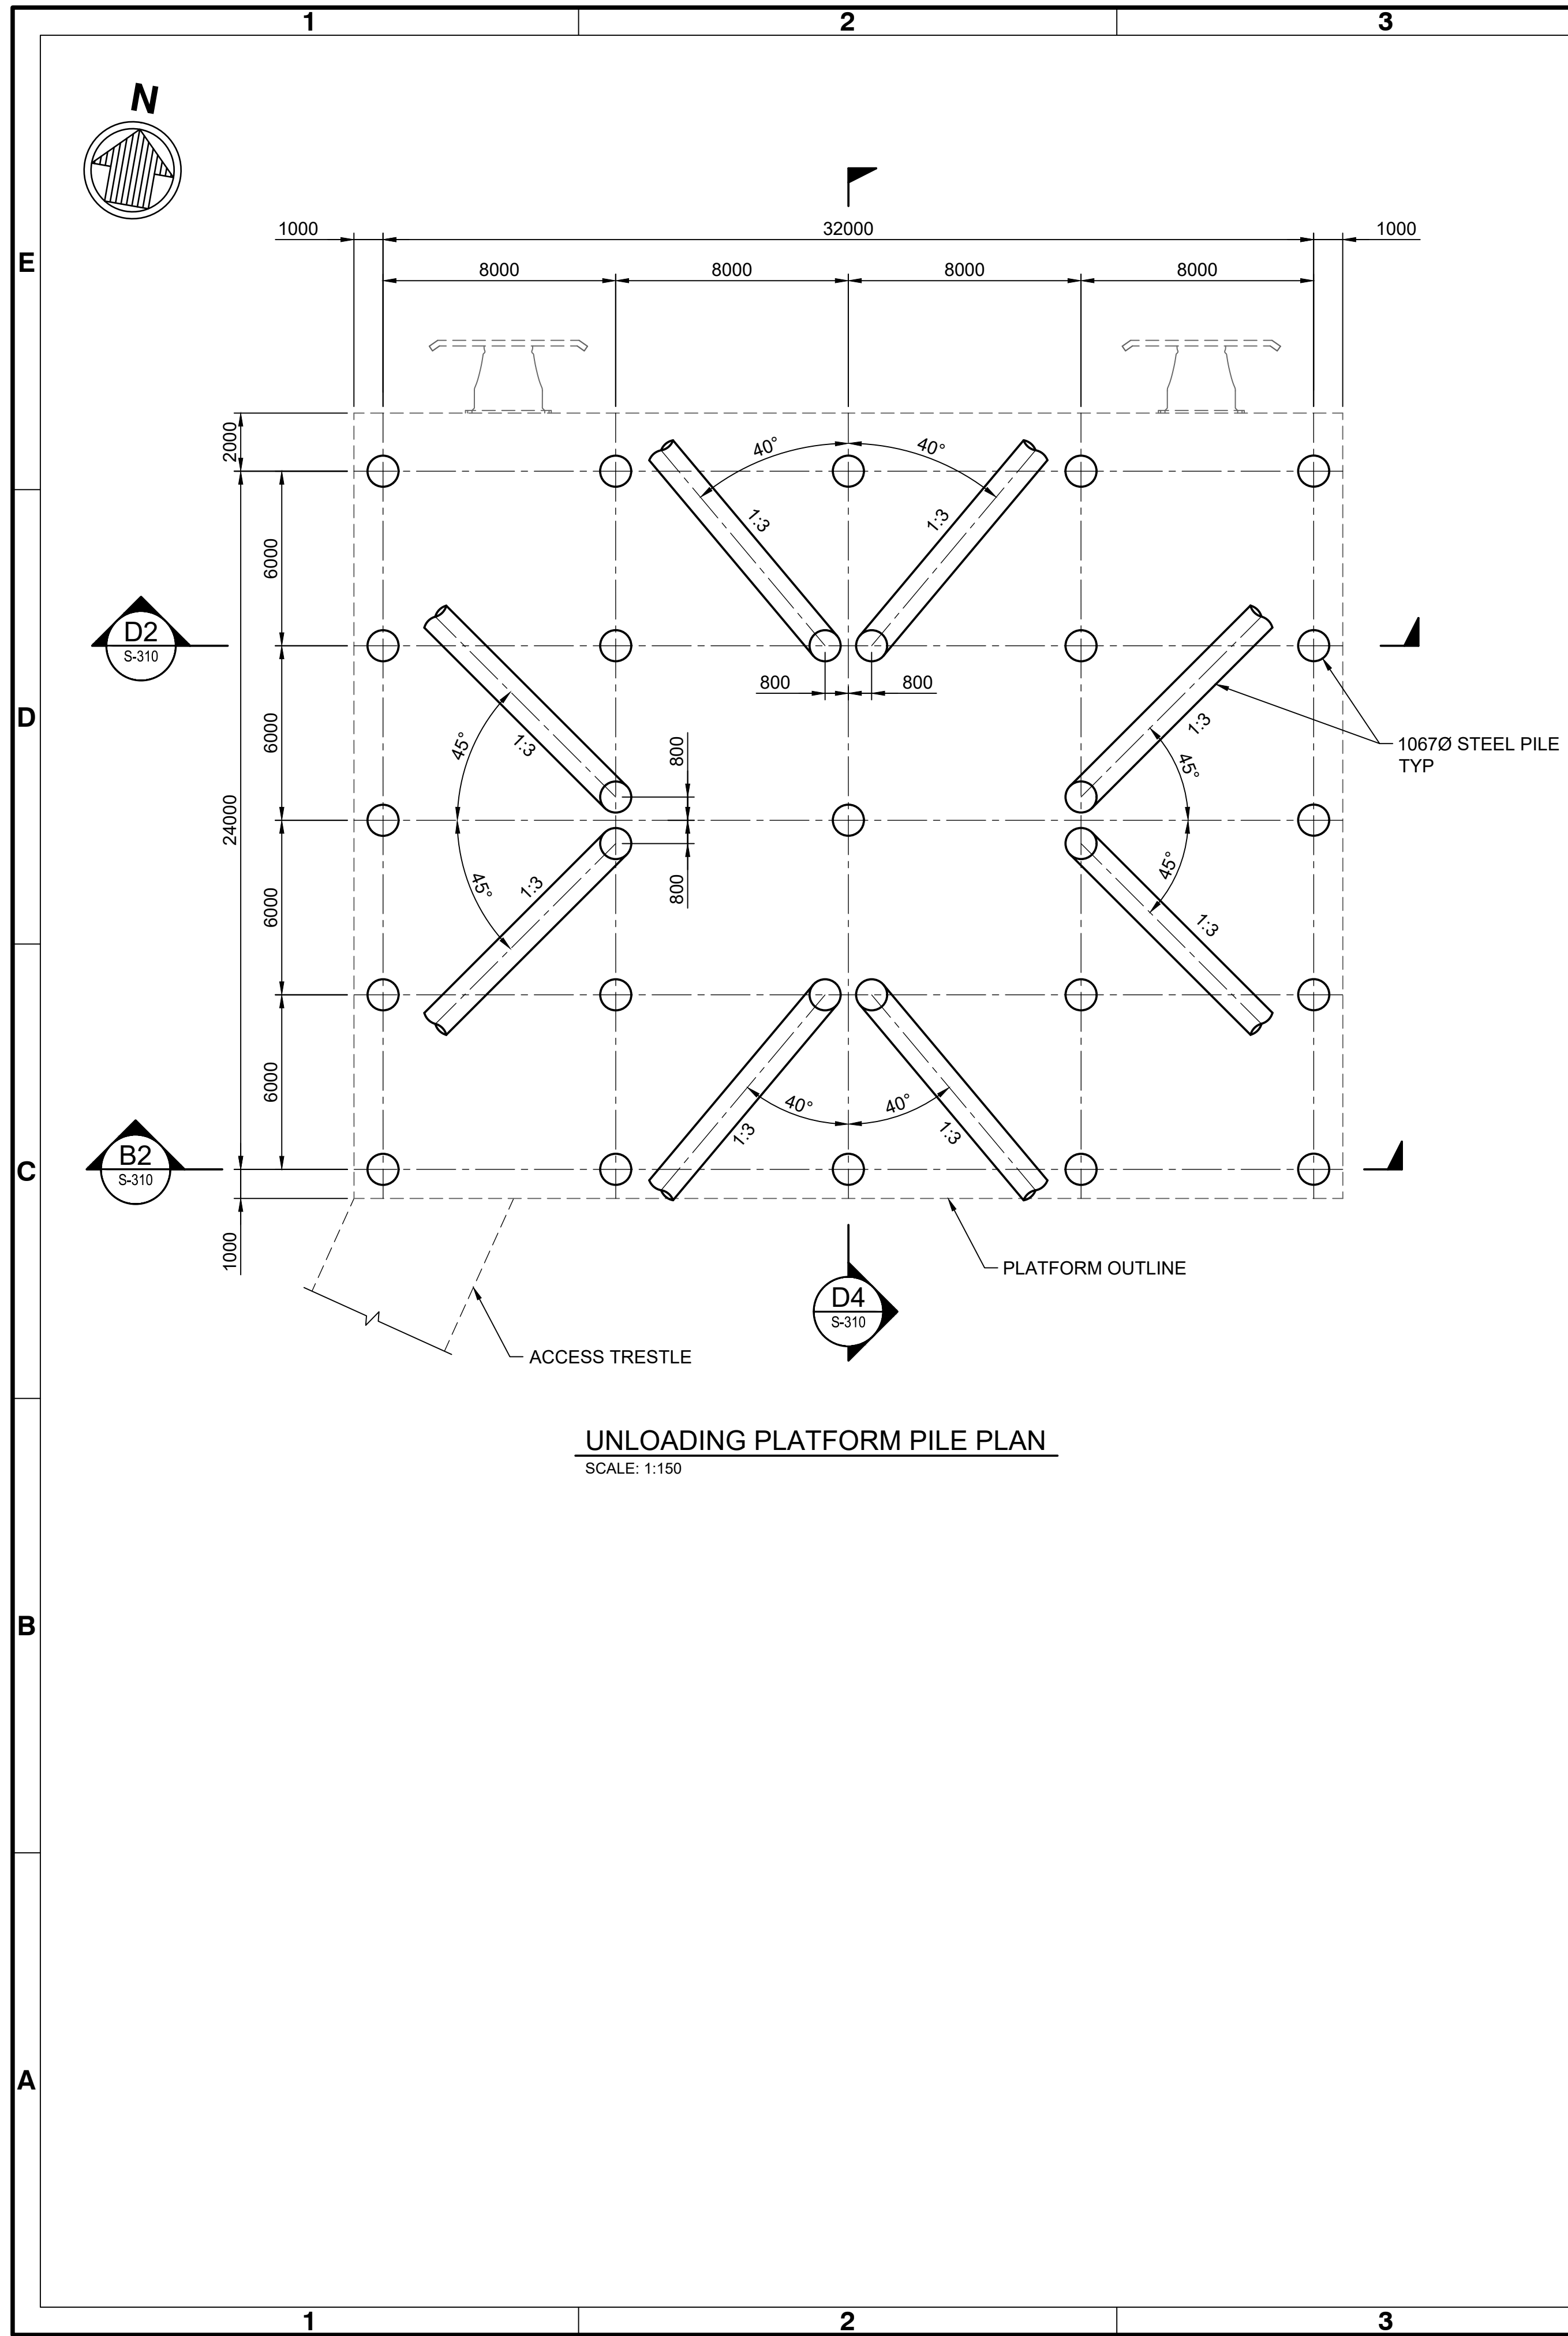 1 2 3
N
1000 32000 1000
E
8000 8000 8000 8000
2000
40° 40°
1:3 1:3
6000
D2
S-310
800 800
D
6000
45°
1:3
800
1:3
45°
1067Ø STEEL PILE
TYP
24000
6000
45°
1:3
800
45°
1:3
6000
40° 40°
1:3 1:3
C
B2
S-310
1000
PLATFORM OUTLINE
D4
S-310
ACCESS TRESTLE
UNLOADING PLATFORM PILE PLAN
SCALE: 1:150
B
A
1 2 3